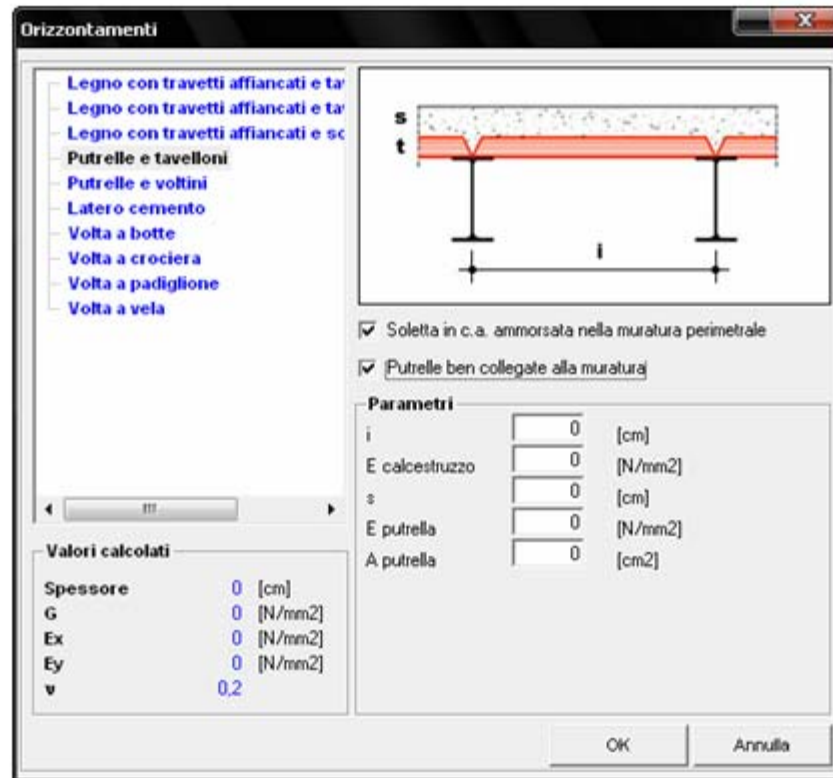 Orizzontamenti
Legno con travetti affiancati e ta
Legno con travetti affiancati e ta
Legno con travetti affiancati e sc
Putrelle e tavelloni
Putrelle e voltini
Latero cemento
Volta a botte
Volta a crociera
Volta a padiglione
Volta a vela
s
t
i
Soletta in c.a. ammorsata nella muratura perimetrale
Putrelle ben collegate alla muratura
Parametri
i 0 [cm]
E calcestruzzo 0 [N/mm2]
s 0 [cm]
E putrella 0 [N/mm2]
A putrella 0 [cm2]
Valori calcolati
Spessore 0 [cm]
G 0 [N/mm2]
Ex 0 [N/mm2]
Ey 0 [N/mm2]
ν 0,2
OK Annulla